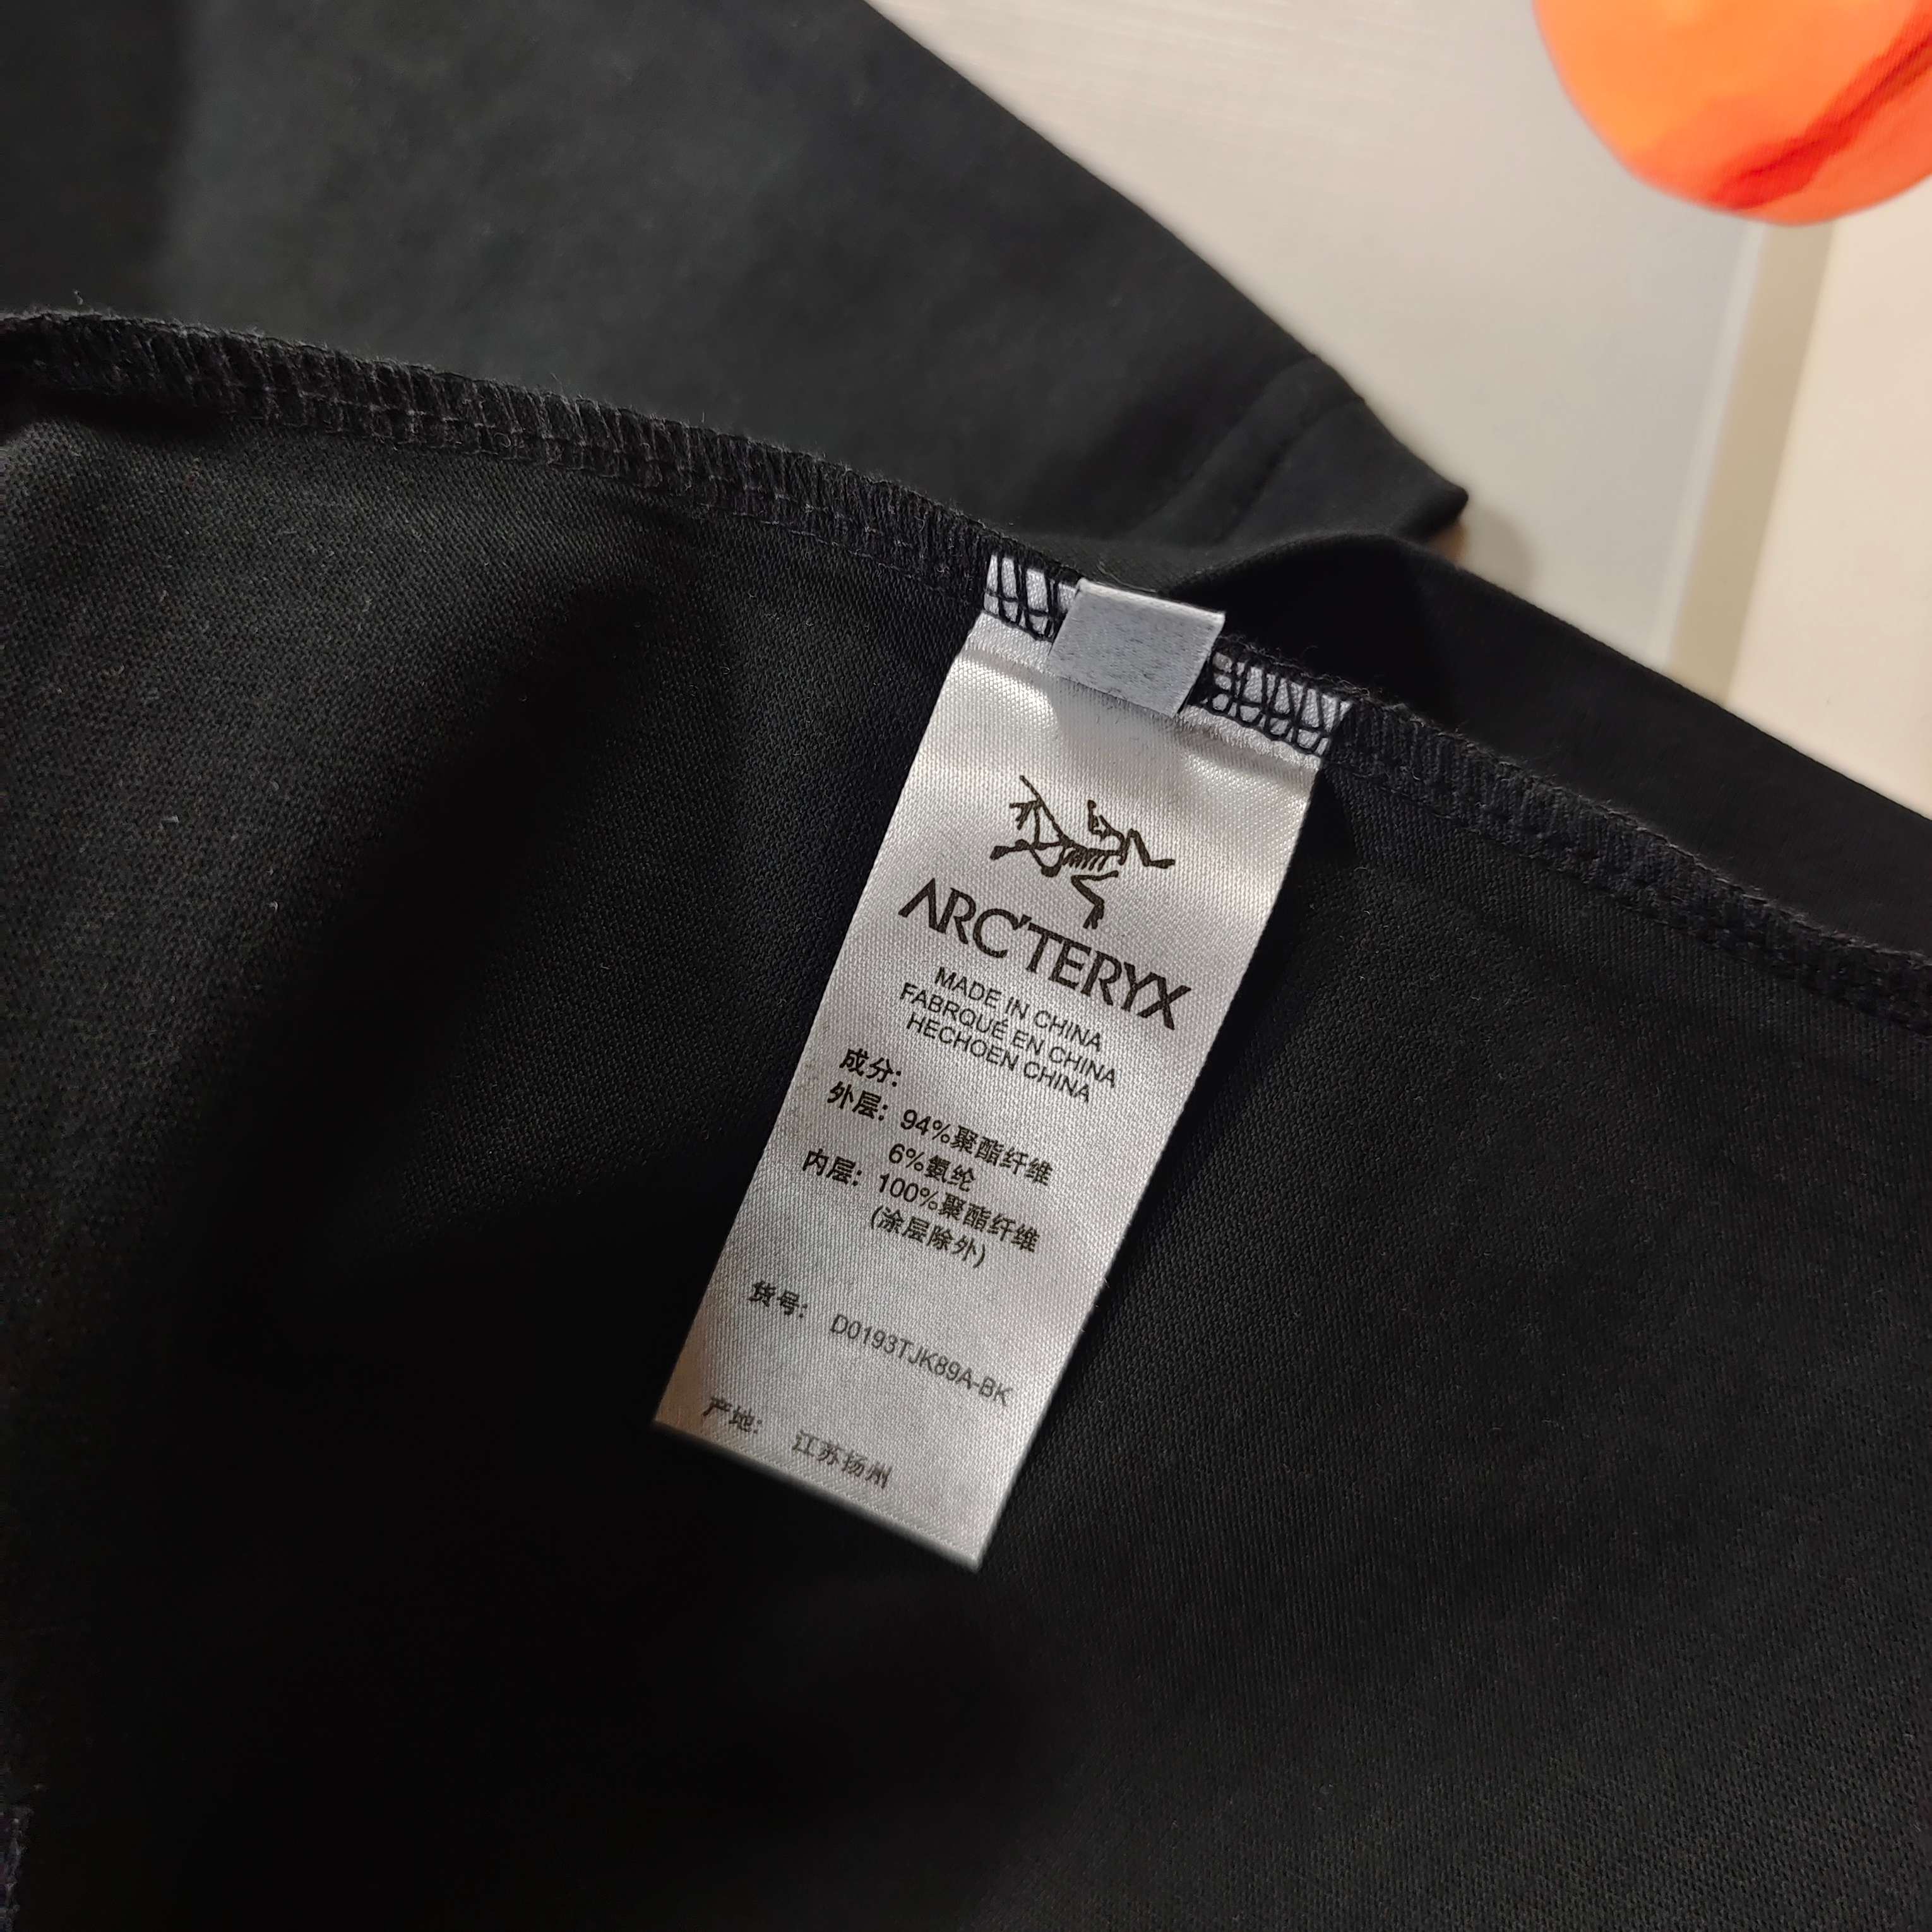 ARC'TERYX
MADE IN CHINA
FABRQUÉ EN CHINA
HECHOEN CHINA
成分:
外层: 94%聚酯纤维
6%氨纶
内层: 100%聚酯纤维
(涂层除外)
货号: D0193TJK89A-BK
产地: 江苏扬州